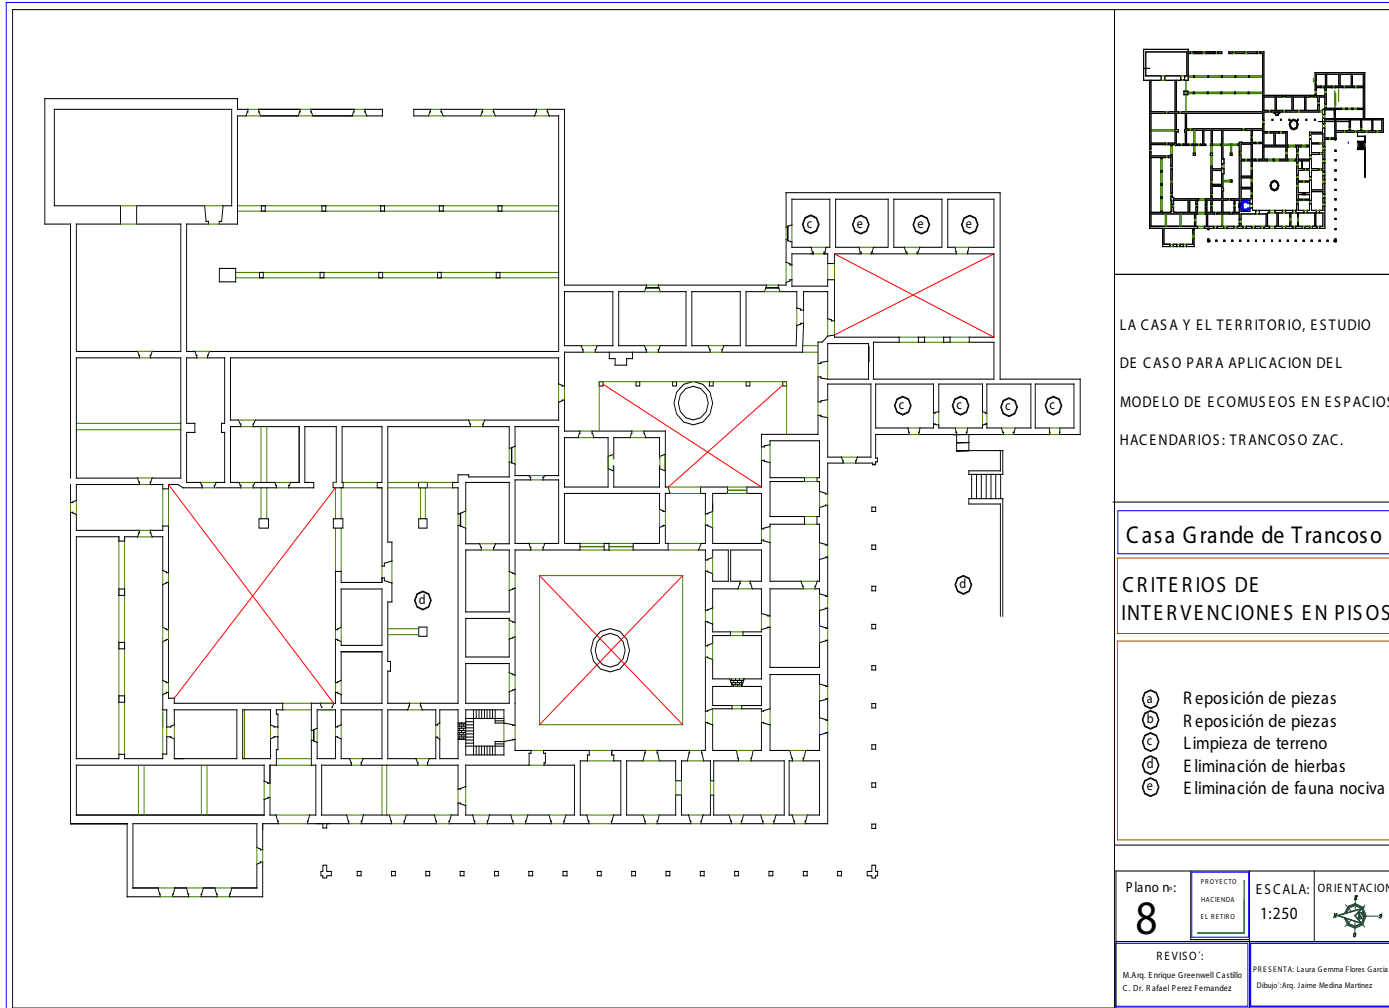 c e e e
c c c c
d
d
LA CASA Y EL TERRITORIO, ESTUDIO
DE CASO PARA APLICACION DEL
MODELO DE ECOMUSEOS EN ESPACIOS
HACENDARIOS: TRANCOSO ZAC.
Casa Grande de Trancoso
CRITERIOS DE
INTERVENCIONES EN PISOS
a Reposición de piezas
b Reposición de piezas
c Limpieza de terreno
d Eliminación de hierbas
e Eliminación de fauna nociva
Plano nº:
8
PROYECTO
HACIENDA
EL RETIRO
ESCALA:
1:250
ORIENTACION
REVISO´:
M.Arq. Enrique Greenwell Castillo
C. Dr. Rafael Perez Fernandez
PRESENTA: Laura Gemma Flores Garcia
Dibujo´:Arq. Jaime Medina Martinez